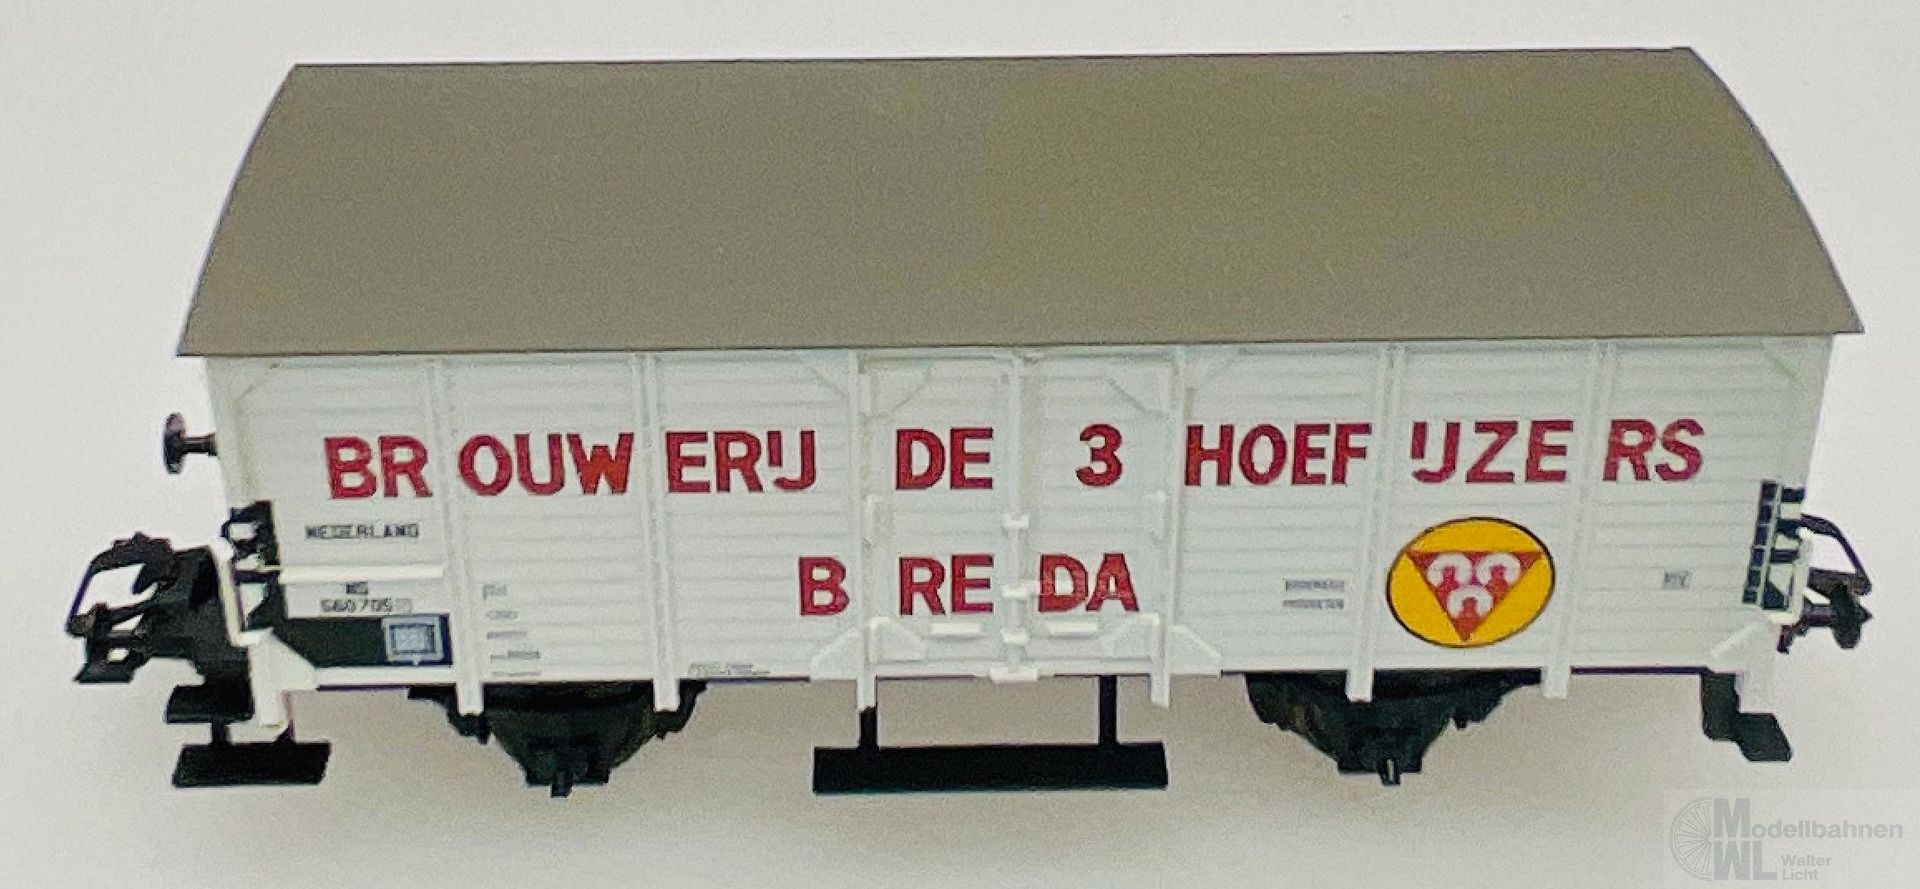 BROUWERIJ DE 3 HOEFIJZERS
BREDA
NEDERLAND
NS
Modellbahnen
WL Walter
Licht